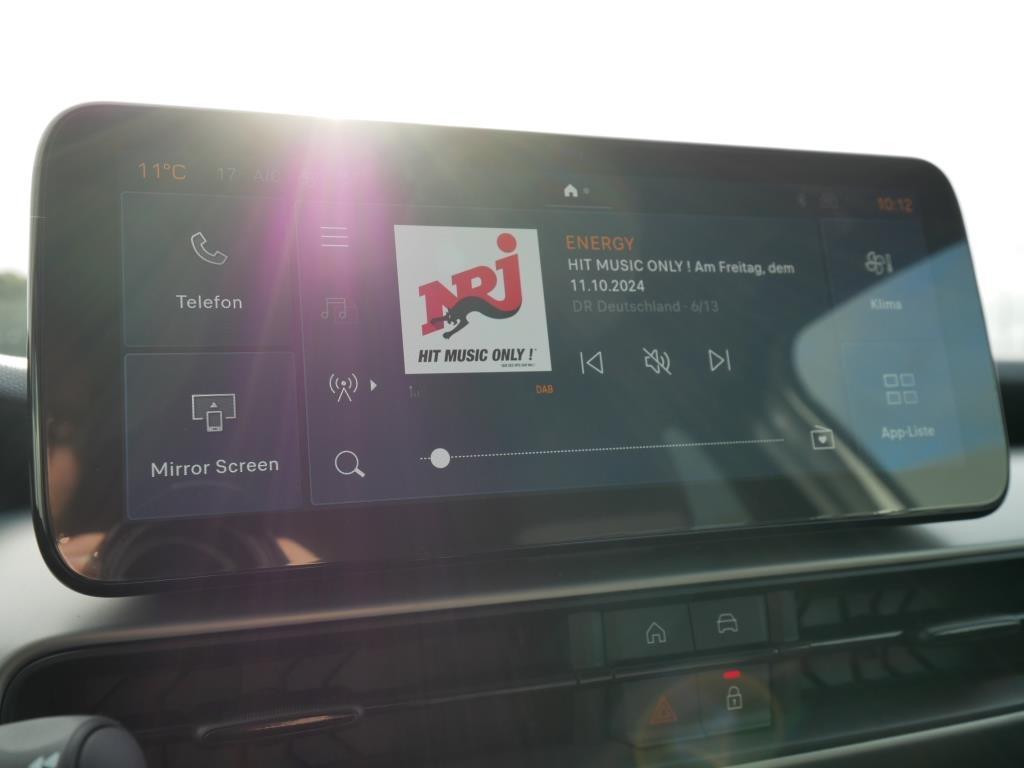 11°C 17 A/C
10:12
Telefon
Mirror Screen
NRJ
HIT MUSIC ONLY !
ENERGY
HIT MUSIC ONLY ! Am Freitag, dem
11.10.2024
DR Deutschland · 6/13
DAB
Klima
App-Liste